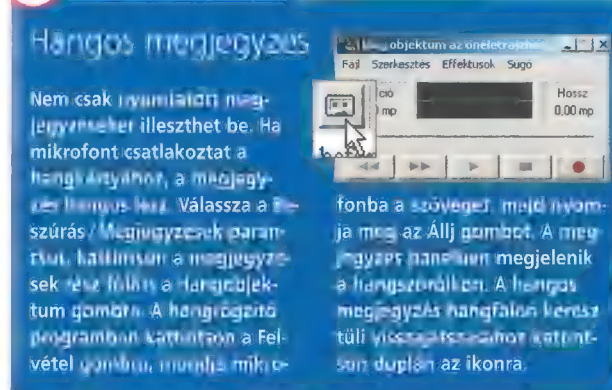 Hangos megjegyzés
Nem csak nyomtatott meg-
jegyzéseket illeszthet be. Ha
mikrofont csatlakoztat a
hangkártyához, a megjegy-
zés hangos lesz. Válassza a Be-
szúrás/Megjegyzések paran-
csot, kattintson a megjegyzé-
sek rész fölött a Hangobjek-
tum gombra. A hangrögzítő
programban kattintson a Fel-
vétel gombra, mondja mikro-
objektum az önéletrajzban
Fájl Szerkesztés Effektusok Súgó
ció
mp
Hossz
0,00 mp
fonba a szöveget, majd nyom-
ja meg az Állj gombot. A meg-
jegyzés panelben megjelenik
a hangszóróikon. A hangos
megjegyzés hangfalon keresz-
tüli visszajátszásához kattint-
son duplán az ikonra.